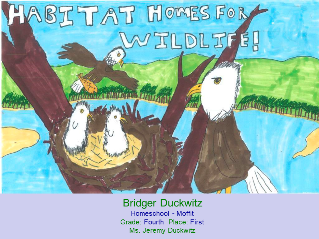 HABITAT HOMES FOR
WILDLIFE!
Bridger Duckwitz
Homeschool - Moffit
Grade: Fourth Place: First
Ms. Jeremy Duckwitz